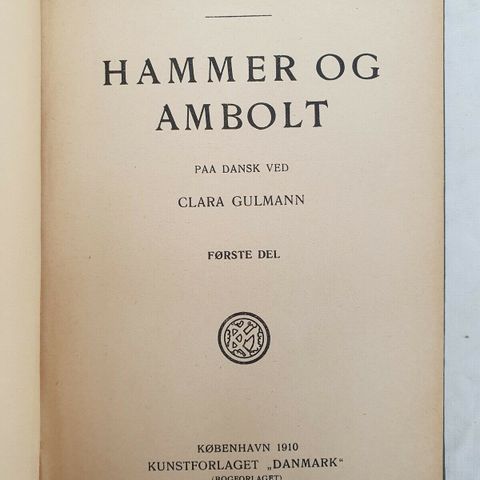 HAMMER OG
AMBOLT
PAA DANSK VED
CLARA GULMANN
FØRSTE DEL
KØBENHAVN 1910
KUNSTFORLAGET „DANMARK“
(BOGFORLAGET)